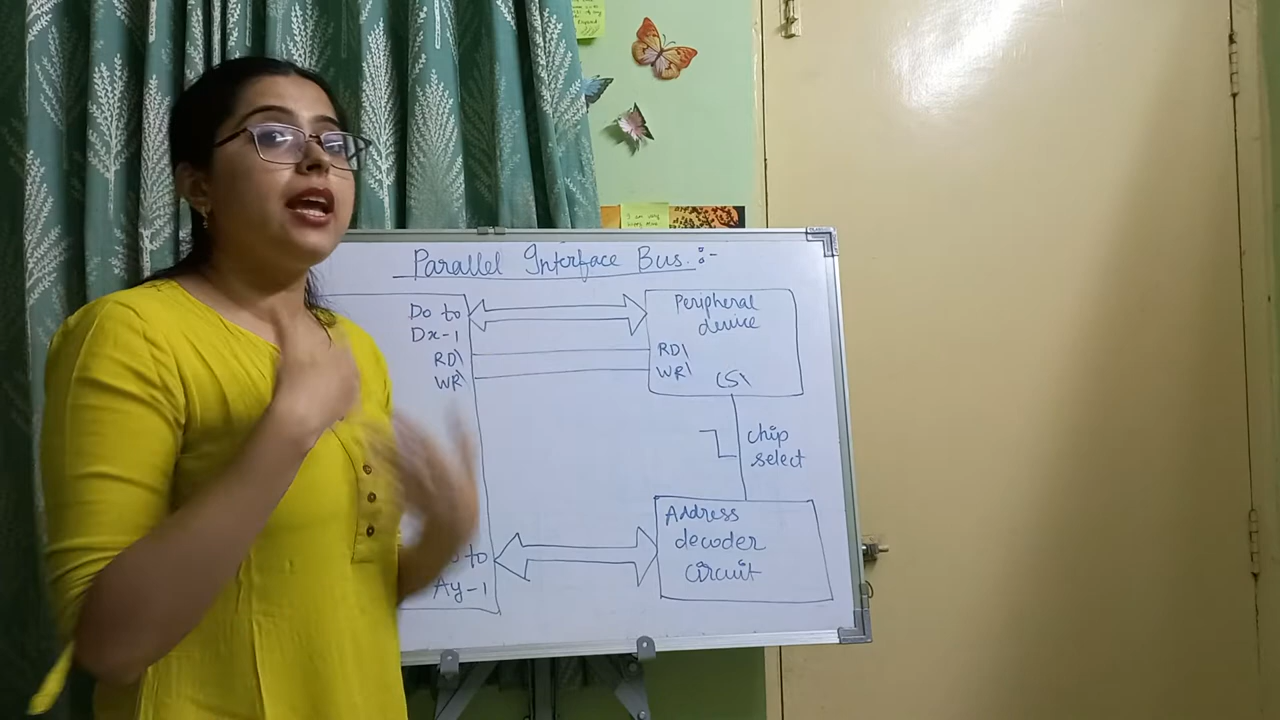 Parallel Interface Bus :-
Do to
Dx-1
RD\
WR\
Peripheral
device
RD\
WR\
CS\
chip
select
Address
decoder
circuit
to
Ay-1